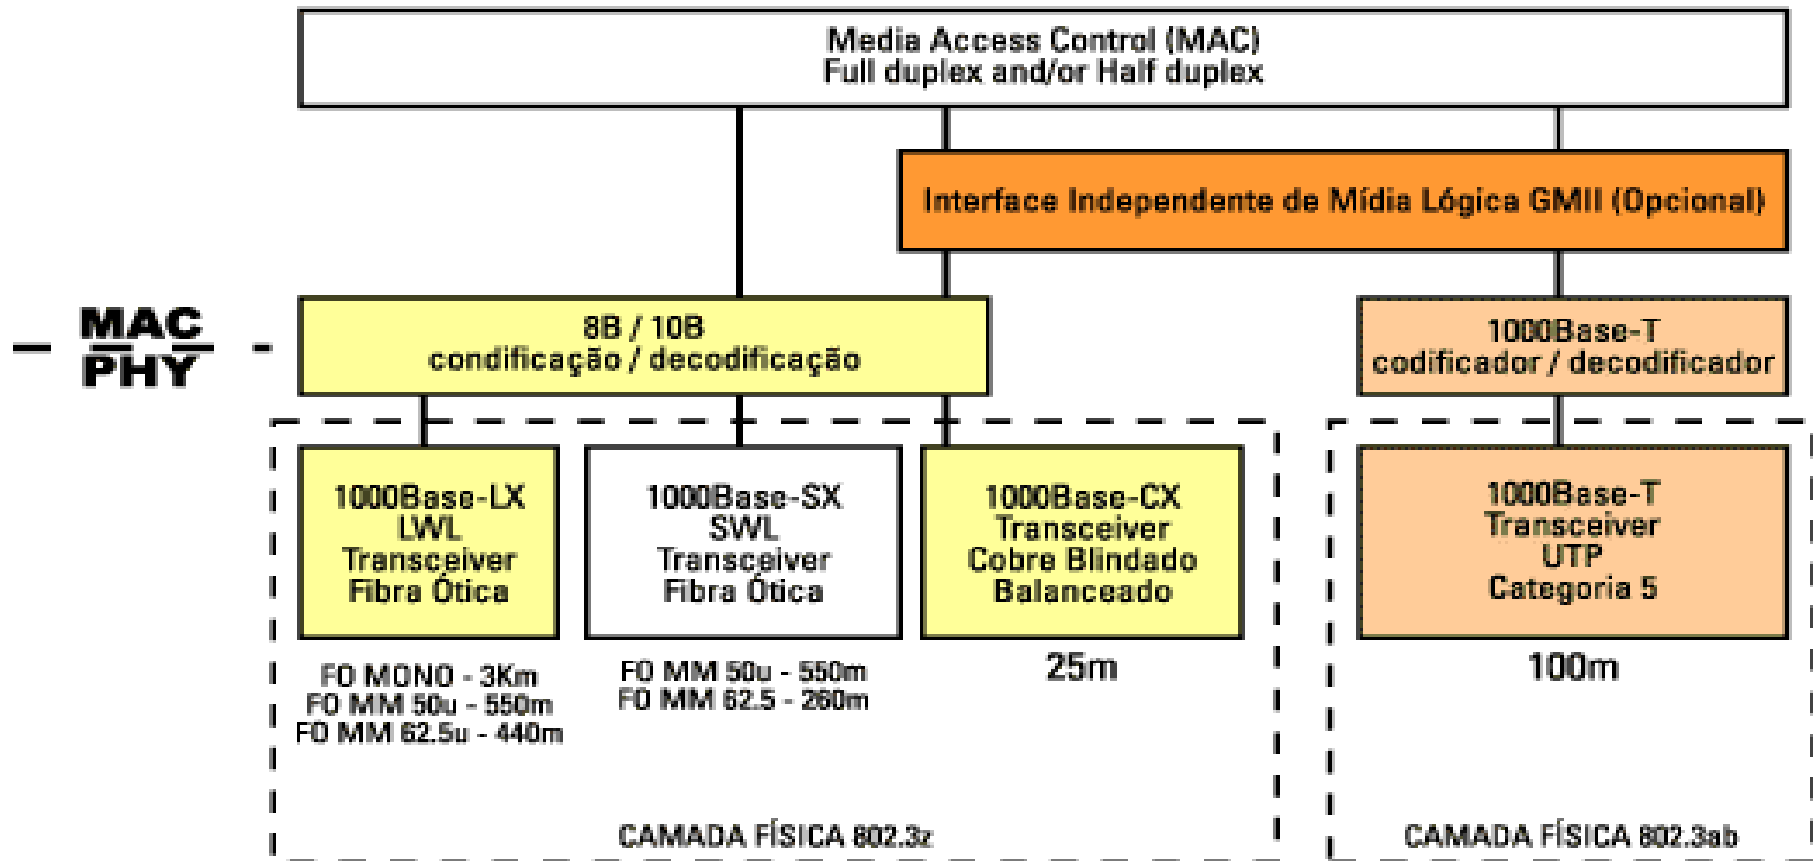 Media Access Control (MAC)
Full duplex and/or Half duplex
Interface Independente de Mídia Lógica GMII (Opcional)
MAC
PHY
8B / 10B
condificação / decodificação
1000Base-T
codificador / decodificador
1000Base-LX
LWL
Transceiver
Fibra Ótica
1000Base-SX
SWL
Transceiver
Fibra Ótica
1000Base-CX
Transceiver
Cobre Blindado
Balanceado
1000Base-T
Transceiver
UTP
Categoria 5
FO MONO - 3Km
FO MM 50u - 550m
FO MM 62.5u - 440m
FO MM 50u - 550m
FO MM 62.5 - 260m
25m
100m
CAMADA FÍSICA 802.3z
CAMADA FÍSICA 802.3ab